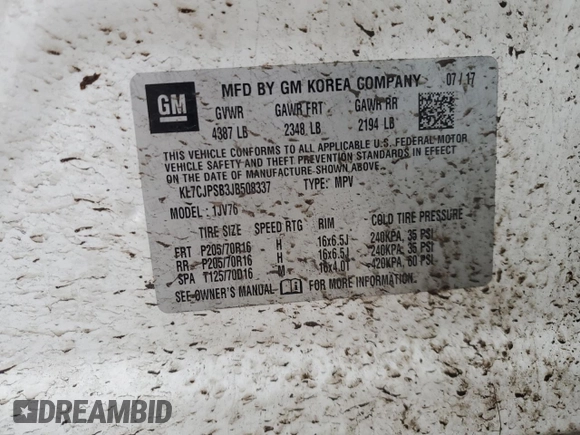 GM
MFD BY GM KOREA COMPANY 07/17
GVWR GAWR FRT GAWR RR
4387 LB 2348 LB 2194 LB
THIS VEHICLE CONFORMS TO ALL APPLICABLE U.S. FEDERAL MOTOR
VEHICLE SAFETY AND THEFT PREVENTION STANDARDS IN EFFECT
ON THE DATE OF MANUFACTURE SHOWN ABOVE.
KL7CJPSB3JB508337 TYPE: MPV
MODEL: 1JV76
TIRE SIZE SPEED RTG RIM
FRT P205/70R16 H 16x6.5J 240KPA, 35 PSI
RR P205/70R16 H 16x6.5J 240KPA, 35 PSI
SPA T125/70D16 M 16x4.0T 420KPA, 60 PSI
SEE OWNER'S MANUAL FOR MORE INFORMATION.
DREAMBID